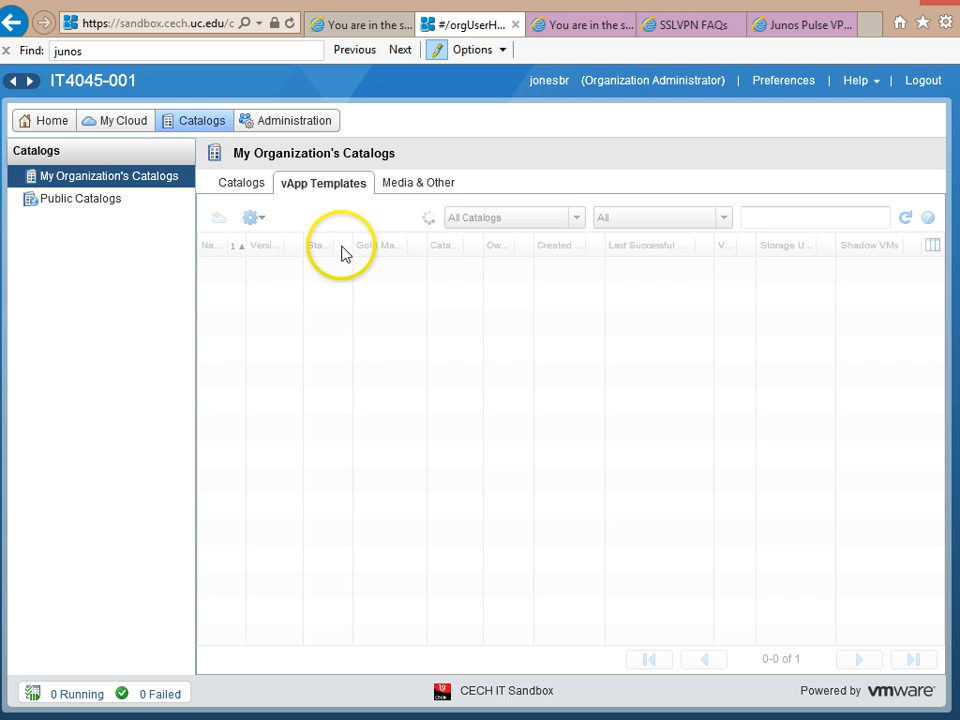 https://sandbox.cech.uc.edu/c
You are in the s...
#/orgUserH...
You are in the s...
SSLVPN FAQs
Junos Pulse VP...
Find: junos
Previous Next Options
IT4045-001
jonesbr (Organization Administrator) | Preferences | Help | Logout
Home My Cloud Catalogs Administration
Catalogs
My Organization's Catalogs
Public Catalogs
My Organization's Catalogs
Catalogs vApp Templates Media & Other
All Catalogs All
Na... 1 Versi... Sta... Gold Ma... Cata... Ow... Created ... Last Successful ... V... Storage U... Shadow VMs
0-0 of 1
0 Running 0 Failed
CECH IT Sandbox
Powered by vmware